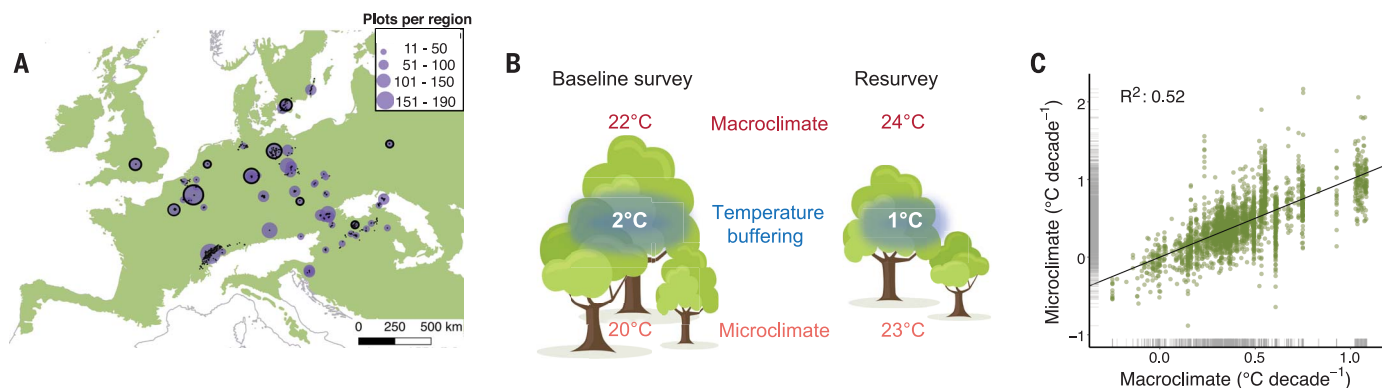 A
Plots per region
11 - 50
51 - 100
101 - 150
151 - 190
0 250 500 km
B
Baseline survey Resurvey
22°C Macroclimate 24°C
2°C Temperature buffering 1°C
20°C Microclimate 23°C
C
R²: 0.52
Microclimate (°C decade⁻¹)
2
1
0
−1
0.0 0.5 1.0
Macroclimate (°C decade⁻¹)